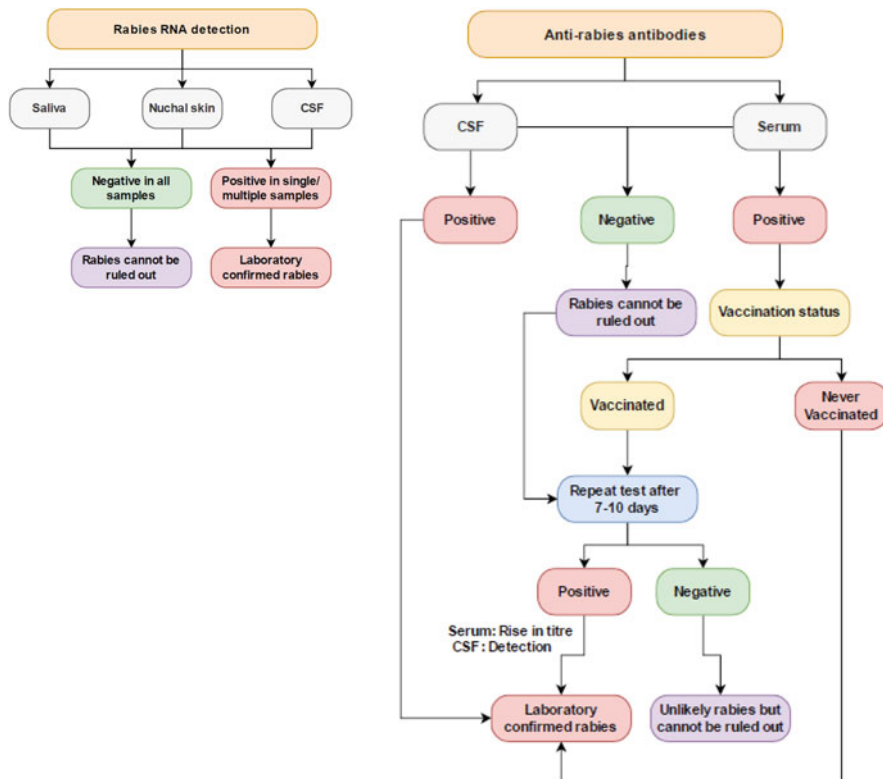 Rabies RNA detection
Saliva
Nuchal skin
CSF
Negative in all
samples
Positive in single/
multiple samples
Rabies cannot be
ruled out
Laboratory
confirmed rabies
Anti-rabies antibodies
CSF
Serum
Positive
Negative
Positive
Rabies cannot be
ruled out
Vaccination status
Vaccinated
Never
Vaccinated
Repeat test after
7-10 days
Positive
Negative
Serum: Rise in titre
CSF : Detection
Laboratory
confirmed rabies
Unlikely rabies but
cannot be ruled out